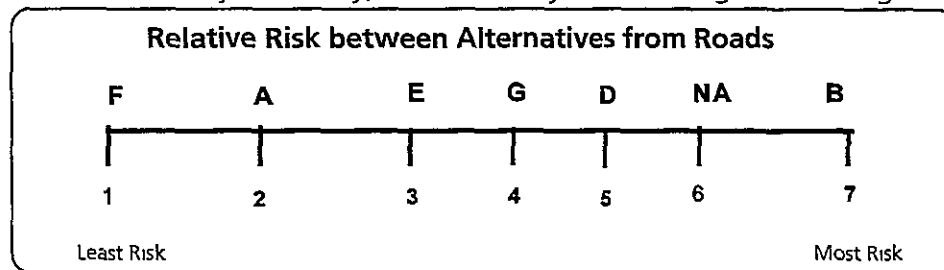 Relative Risk between Alternatives from Roads
F A E G D NA B
1 2 3 4 5 6 7
Least Risk Most Risk